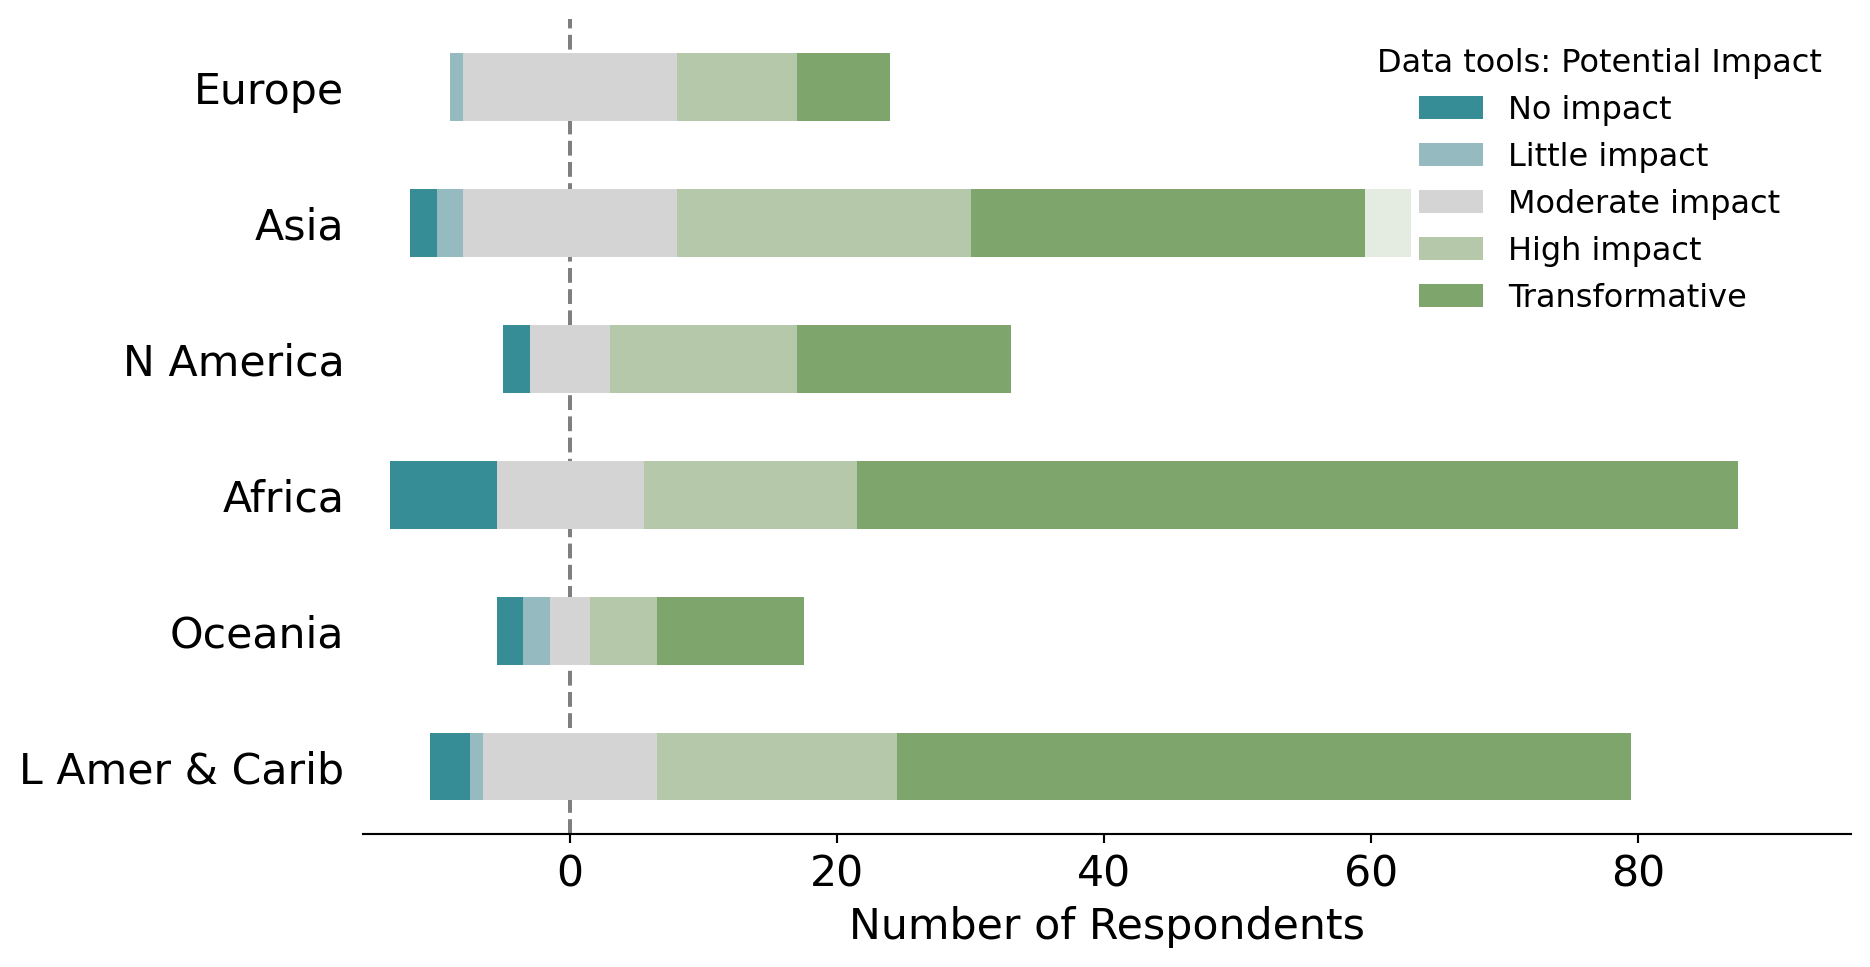 Data tools: Potential Impact
No impact
Little impact
Moderate impact
High impact
Transformative
Europe
Asia
N America
Africa
Oceania
L Amer & Carib
0 20 40 60 80
Number of Respondents